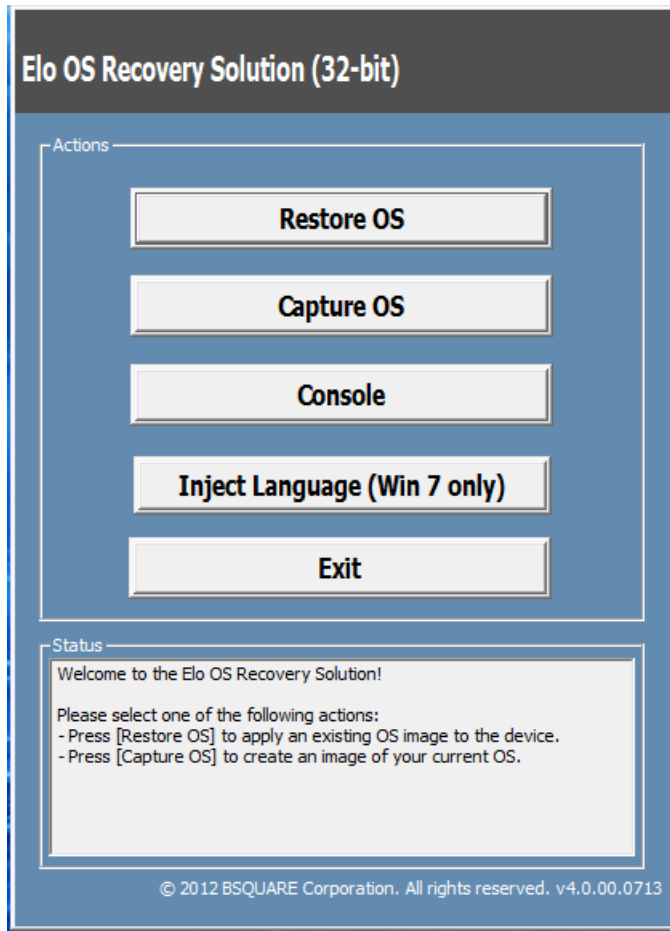 Elo OS Recovery Solution (32-bit)
Actions
Restore OS
Capture OS
Console
Inject Language (Win 7 only)
Exit
Status
Welcome to the Elo OS Recovery Solution!
Please select one of the following actions:
- Press [Restore OS] to apply an existing OS image to the device.
- Press [Capture OS] to create an image of your current OS.
© 2012 BSQUARE Corporation. All rights reserved. v4.0.00.0713